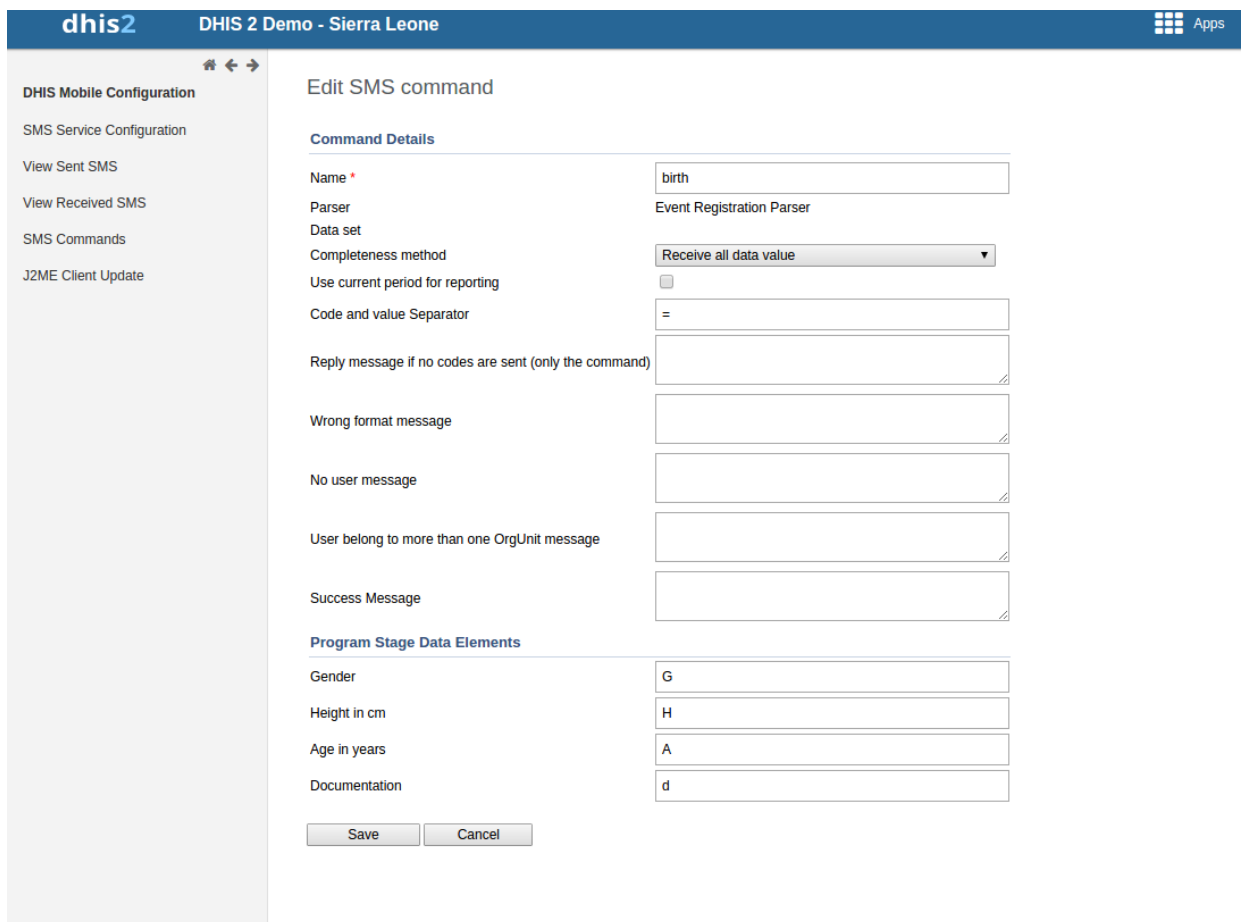 dhis2 DHIS 2 Demo - Sierra Leone Apps
DHIS Mobile Configuration
SMS Service Configuration
View Sent SMS
View Received SMS
SMS Commands
J2ME Client Update
Edit SMS command
Command Details
Name * birth
Parser Event Registration Parser
Data set
Completeness method Receive all data value
Use current period for reporting
Code and value Separator =
Reply message if no codes are sent (only the command)
Wrong format message
No user message
User belong to more than one OrgUnit message
Success Message
Program Stage Data Elements
Gender G
Height in cm H
Age in years A
Documentation d
Save Cancel